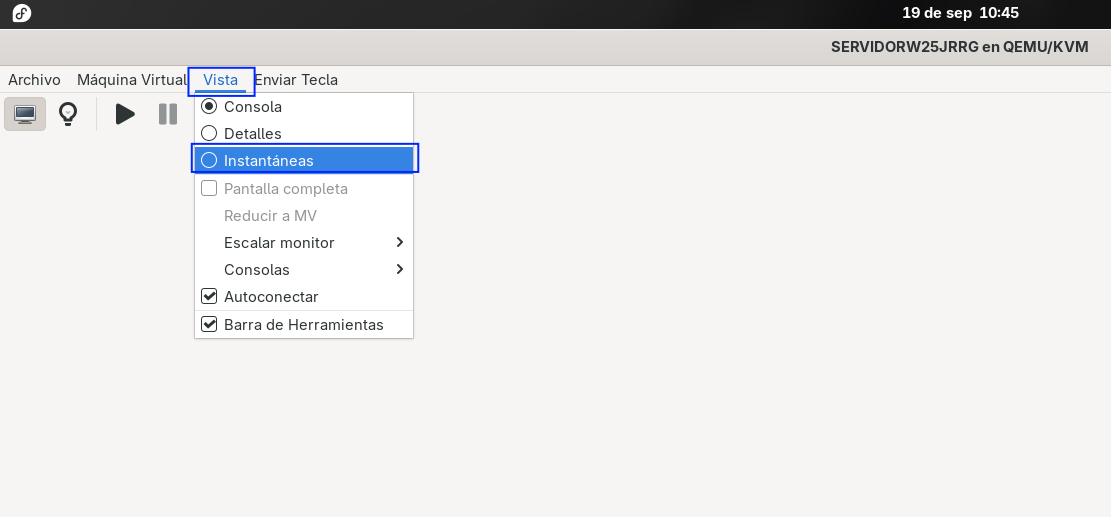 19 de sep 10:45
SERVIDORW25JRRG en QEMU/KVM
Archivo Máquina Virtual Vista Enviar Tecla
Consola
Detalles
Instantáneas
Pantalla completa
Reducir a MV
Escalar monitor
Consolas
Autoconectar
Barra de Herramientas